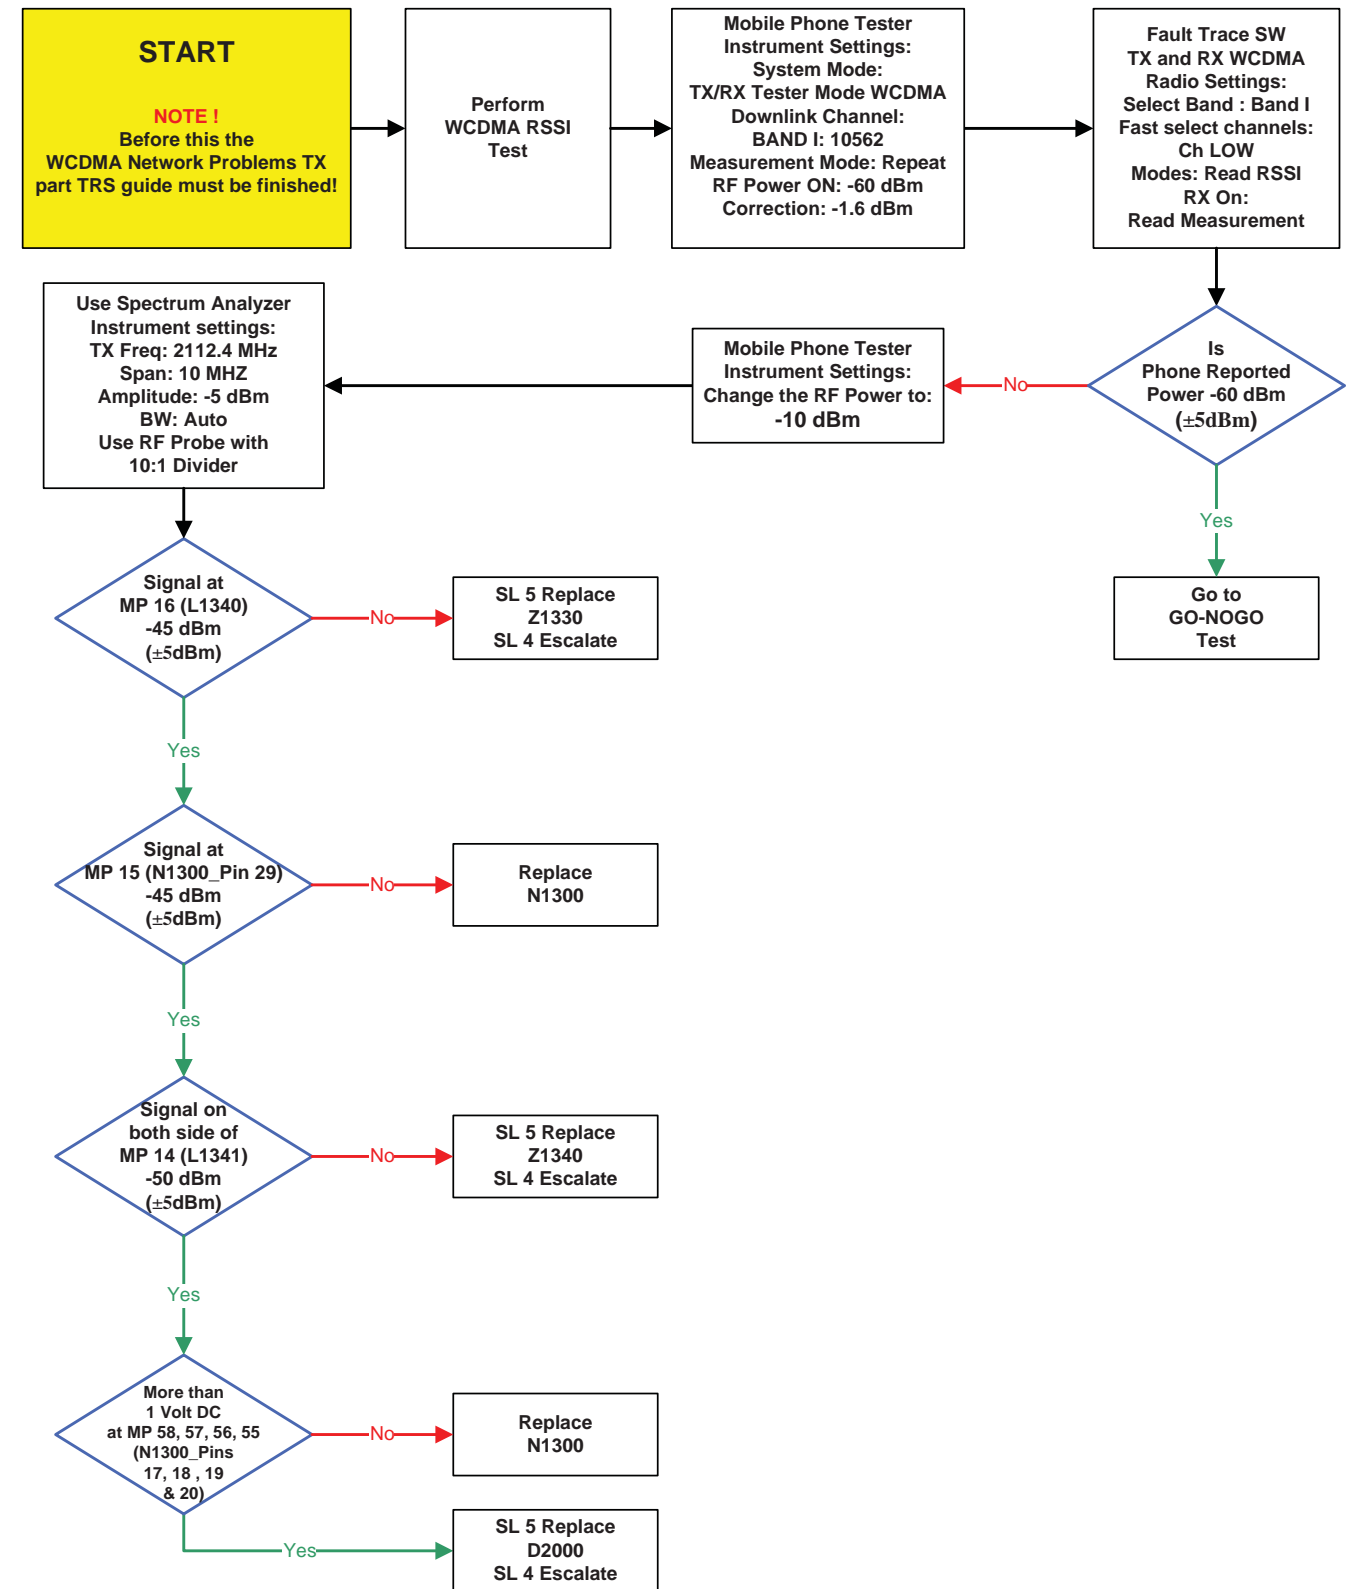 START
NOTE !
Before this the
WCDMA Network Problems TX
part TRS guide must be finished!
Perform
WCDMA RSSI
Test
Mobile Phone Tester
Instrument Settings:
System Mode:
TX/RX Tester Mode WCDMA
Downlink Channel:
BAND I: 10562
Measurement Mode: Repeat
RF Power ON: -60 dBm
Correction: -1.6 dBm
Fault Trace SW
TX and RX WCDMA
Radio Settings:
Select Band : Band I
Fast select channels:
Ch LOW
Modes: Read RSSI
RX On:
Read Measurement
Is
Phone Reported
Power -60 dBm
(±5dBm)
No
Yes
Go to
GO-NOGO
Test
Mobile Phone Tester
Instrument Settings:
Change the RF Power to:
-10 dBm
Use Spectrum Analyzer
Instrument settings:
TX Freq: 2112.4 MHz
Span: 10 MHZ
Amplitude: -5 dBm
BW: Auto
Use RF Probe with
10:1 Divider
Signal at
MP 16 (L1340)
-45 dBm
(±5dBm)
No
SL 5 Replace
Z1330
SL 4 Escalate
Yes
Signal at
MP 15 (N1300_Pin 29)
-45 dBm
(±5dBm)
No
Replace
N1300
Yes
Signal on
both side of
MP 14 (L1341)
-50 dBm
(±5dBm)
No
SL 5 Replace
Z1340
SL 4 Escalate
Yes
More than
1 Volt DC
at MP 58, 57, 56, 55
(N1300_Pins
17, 18 , 19
& 20)
No
Replace
N1300
Yes
SL 5 Replace
D2000
SL 4 Escalate